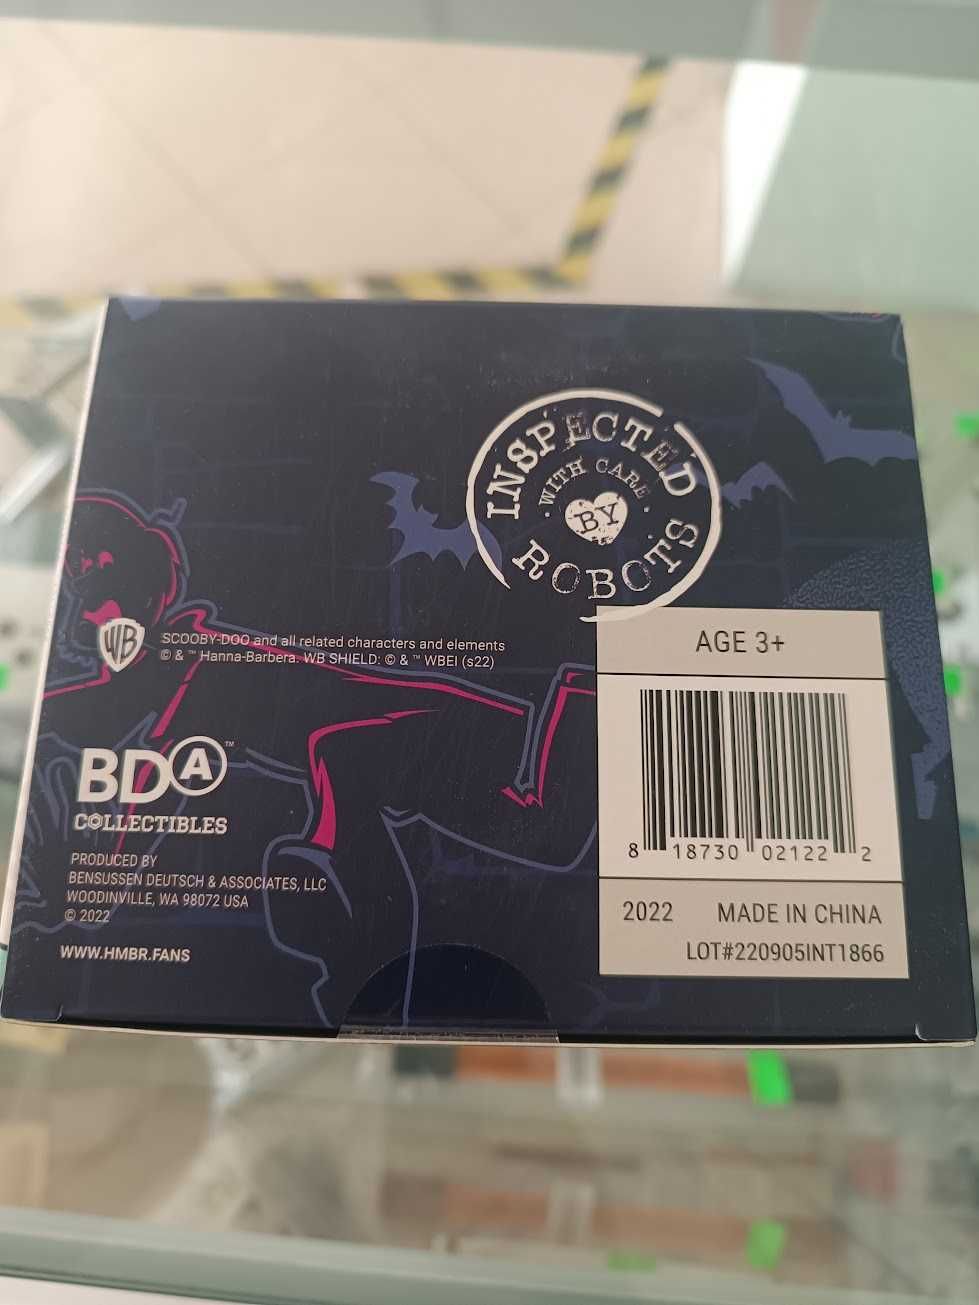 INSPECTED
WITH CARE
BY
ROBOTS
WB
SCOOBY-DOO and all related characters and elements
© & ™ Hanna-Barbera. WB SHIELD: © & ™ WBEI (s22)
BDA™
COLLECTIBLES
PRODUCED BY
BENSUSSEN DEUTSCH & ASSOCIATES, LLC
WOODINVILLE, WA 98072 USA
© 2022
WWW.HMBR.FANS
AGE 3+
8 18730 02122 2
2022 MADE IN CHINA
LOT#220905INT1866